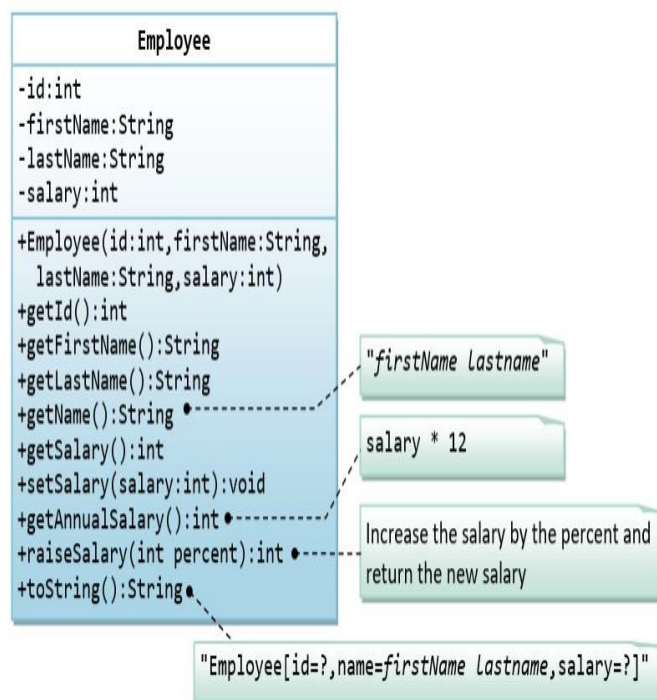 Employee
-id:int
-firstName:String
-lastName:String
-salary:int
+Employee(id:int,firstName:String,
lastName:String,salary:int)
+getId():int
+getFirstName():String
+getLastName():String
+getName():String
+getSalary():int
+setSalary(salary:int):void
+getAnnualSalary():int
+raiseSalary(int percent):int
+toString():String
"firstName lastname"
salary * 12
Increase the salary by the percent and
return the new salary
"Employee[id=?,name=firstName lastname,salary=?]"